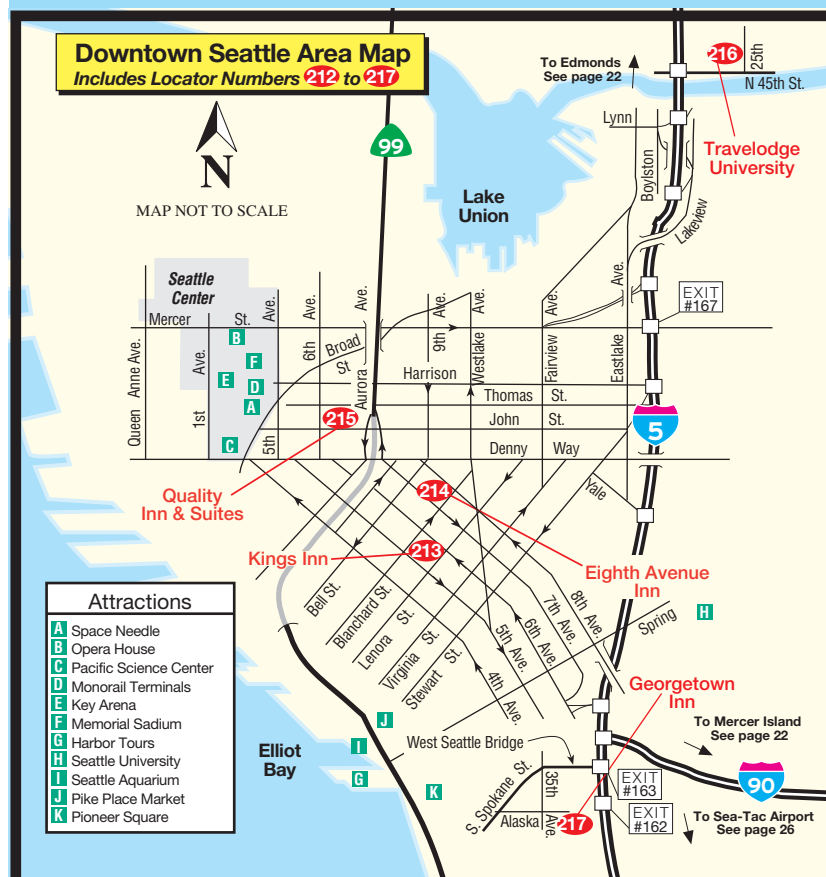 Downtown Seattle Area Map
Includes Locator Numbers 212 to 217
N
MAP NOT TO SCALE
99
To Edmonds
See page 22
216
25th
N 45th St.
Travelodge
University
Lynn
Boylston
Lakeview
Lake
Union
Seattle
Center
Mercer St.
Queen Anne Ave.
1st Ave.
5th Ave.
6th Ave.
Broad
St
Aurora Ave.
9th Ave.
Westlake Ave.
Fairview Ave.
Eastlake Ave.
EXIT
#167
Harrison
Thomas St.
John St.
Denny Way
5
B
F
E
D
A
C
215
Quality
Inn & Suites
214
213
Kings Inn
Eighth Avenue
Inn
Yale
Bell St.
Blanchard St.
Lenora St.
Virginia St.
Stewart St.
4th Ave.
5th Ave.
6th Ave.
7th Ave.
8th Ave.
Spring
H
Georgetown
Inn
To Mercer Island
See page 22
90
Attractions
A Space Needle
B Opera House
C Pacific Science Center
D Monorail Terminals
E Key Arena
F Memorial Sadium
G Harbor Tours
H Seattle University
I Seattle Aquarium
J Pike Place Market
K Pioneer Square
Elliot
Bay
J
I
G
K
West Seattle Bridge
S. Spokane St.
35th Ave.
Alaska
217
EXIT
#163
EXIT
#162
To Sea-Tac Airport
See page 26